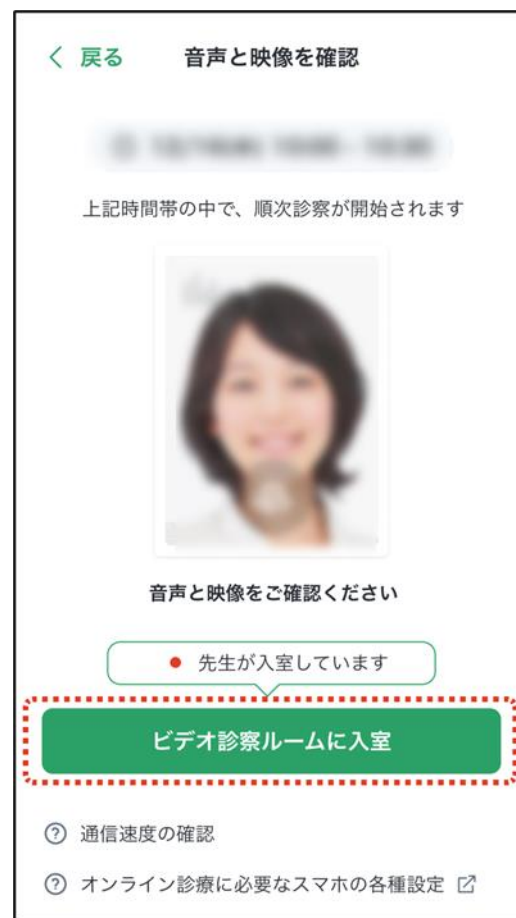 戻る
音声と映像を確認
上記時間帯の中で、順次診察が開始されます
音声と映像をご確認ください
先生が入室しています
ビデオ診察ルームに入室
通信速度の確認
オンライン診療に必要なスマホの各種設定